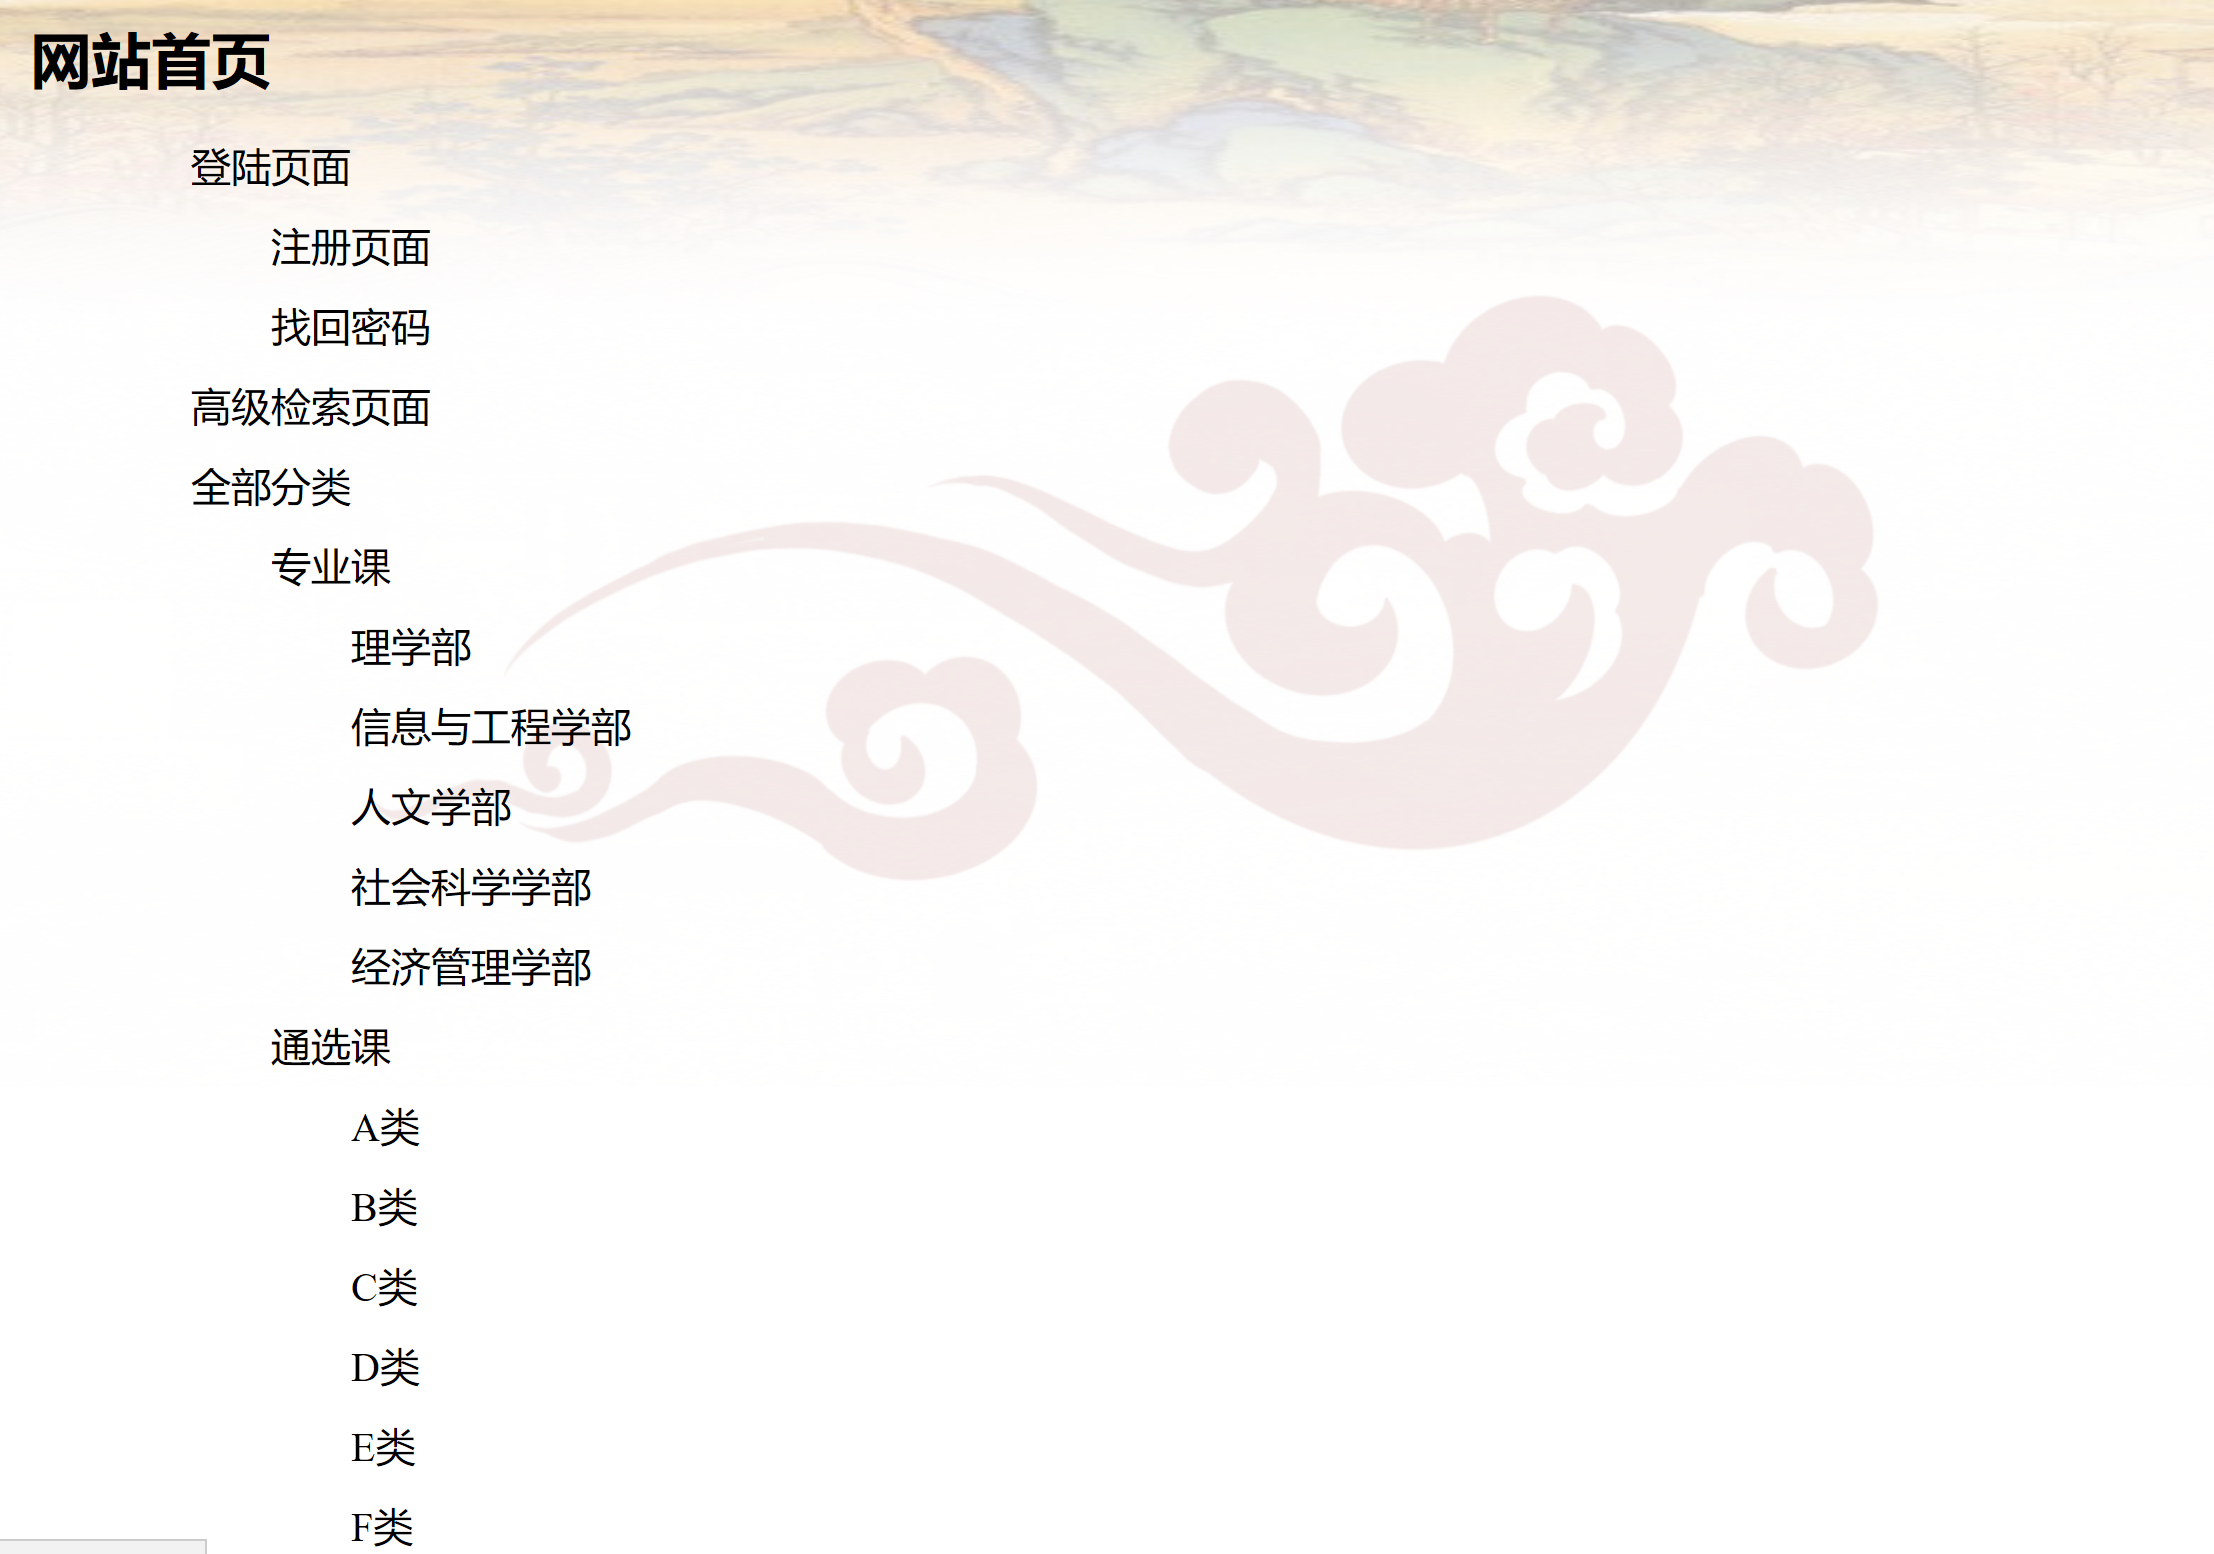 网站首页
登陆页面
注册页面
找回密码
高级检索页面
全部分类
专业课
理学部
信息与工程学部
人文学部
社会科学学部
经济管理学部
通选课
A类
B类
C类
D类
E类
F类